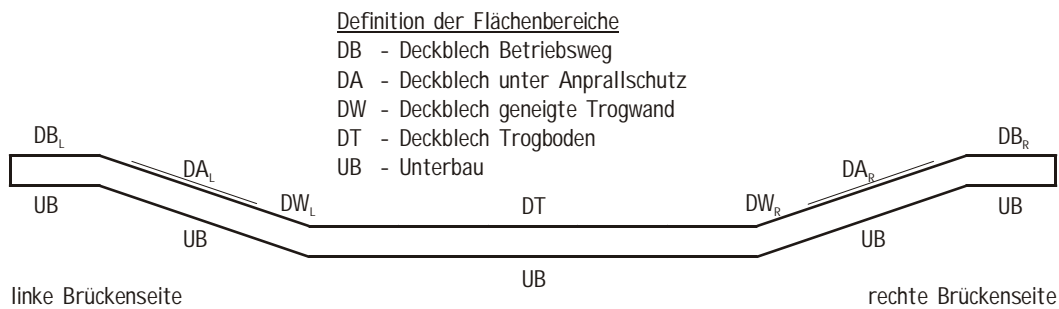 Definition der Flächenbereiche
DB - Deckblech Betriebsweg
DA - Deckblech unter Anprallschutz
DW - Deckblech geneigte Trogwand
DT - Deckblech Trogboden
UB - Unterbau
DB_L DB_R
DA_L DA_R
DW_L DT DW_R
UB UB
UB UB
UB
linke Brückenseite rechte Brückenseite